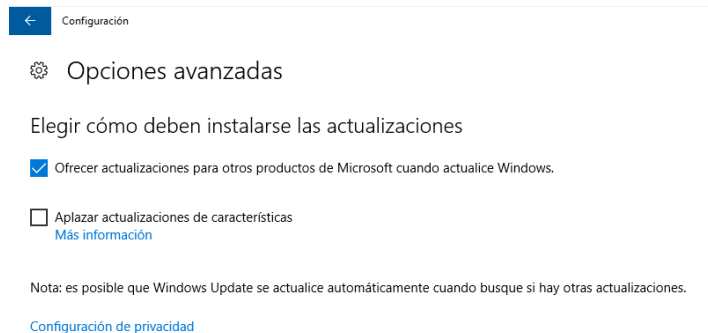 Configuración
Opciones avanzadas
Elegir cómo deben instalarse las actualizaciones
Ofrecer actualizaciones para otros productos de Microsoft cuando actualice Windows.
Aplazar actualizaciones de características
Más información
Nota: es posible que Windows Update se actualice automáticamente cuando busque si hay otras actualizaciones.
Configuración de privacidad